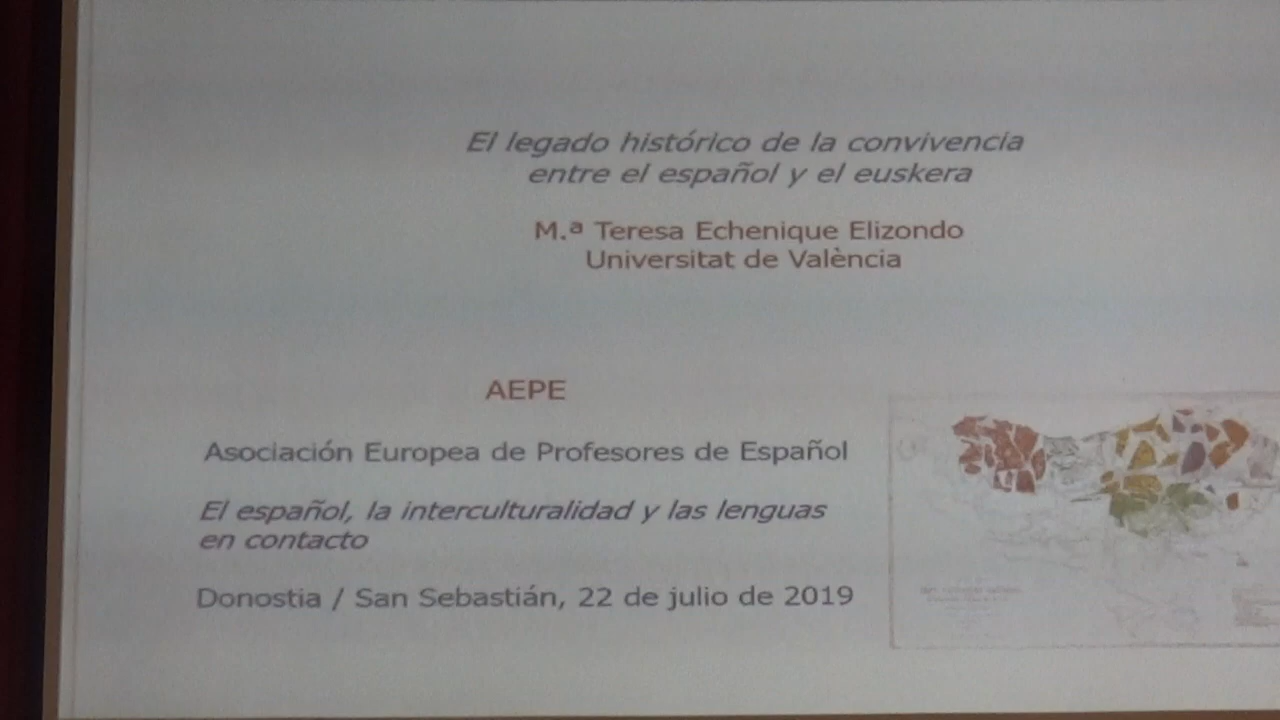 El legado histórico de la convivencia
entre el español y el euskera
M.ª Teresa Echenique Elizondo
Universitat de València
AEPE
Asociación Europea de Profesores de Español
El español, la interculturalidad y las lenguas
en contacto
Donostia / San Sebastián, 22 de julio de 2019